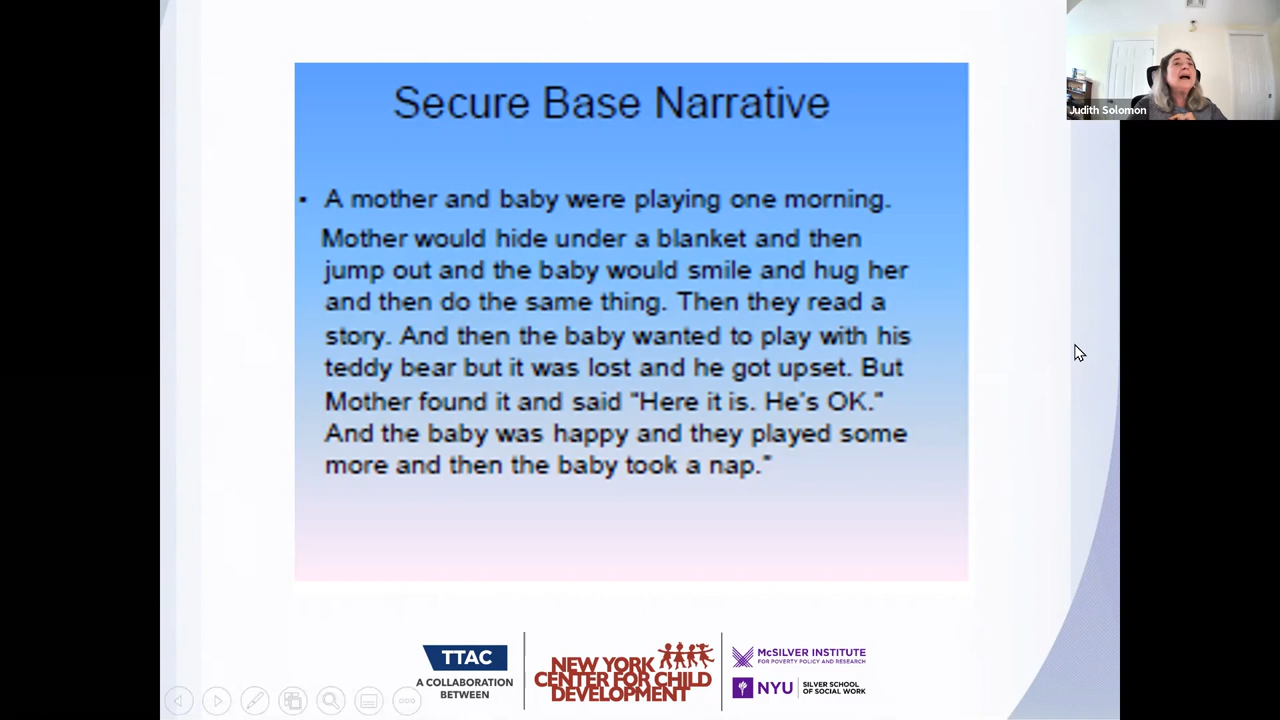 Judith Solomon
Secure Base Narrative
• A mother and baby were playing one morning.
Mother would hide under a blanket and then
jump out and the baby would smile and hug her
and then do the same thing. Then they read a
story. And then the baby wanted to play with his
teddy bear but it was lost and he got upset. But
Mother found it and said "Here it is. He's OK."
And the baby was happy and they played some
more and then the baby took a nap."
TTAC
A COLLABORATION
BETWEEN
NEW YORK
CENTER FOR CHILD
DEVELOPMENT
McSILVER INSTITUTE
FOR POVERTY POLICY AND RESEARCH
NYU
SILVER SCHOOL
OF SOCIAL WORK